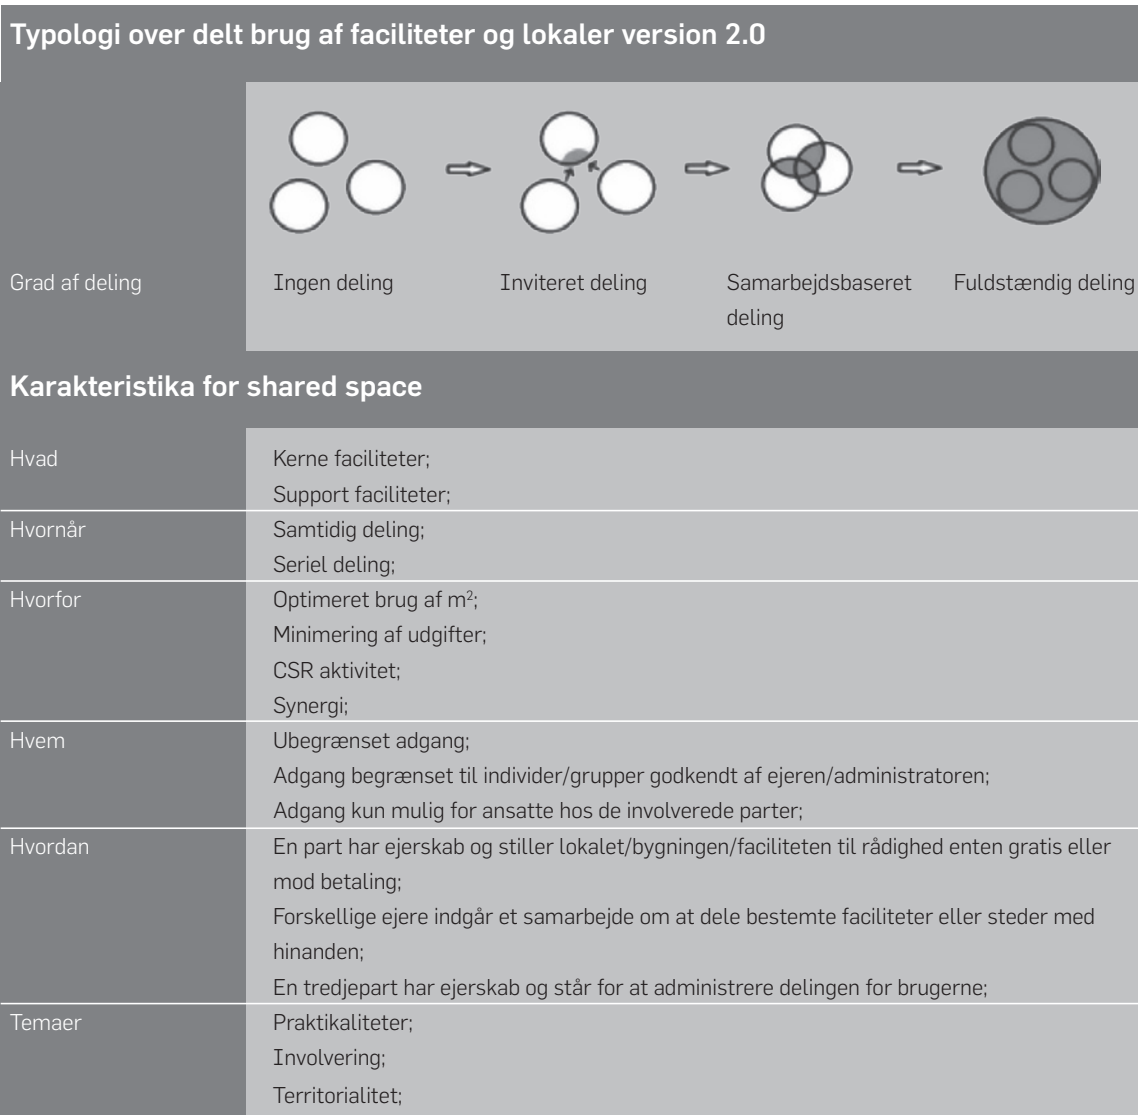 Typologi over delt brug af faciliteter og lokaler version 2.0
Grad af deling
Ingen deling
Inviteret deling
Samarbejdsbaseret
deling
Fuldstændig deling
Karakteristika for shared space
Hvad
Kerne faciliteter;
Support faciliteter;
Hvornår
Samtidig deling;
Seriel deling;
Hvorfor
Optimeret brug af m²;
Minimering af udgifter;
CSR aktivitet;
Synergi;
Hvem
Ubegrænset adgang;
Adgang begrænset til individer/grupper godkendt af ejeren/administratoren;
Adgang kun mulig for ansatte hos de involverede parter;
Hvordan
En part har ejerskab og stiller lokalet/bygningen/faciliteten til rådighed enten gratis eller
mod betaling;
Forskellige ejere indgår et samarbejde om at dele bestemte faciliteter eller steder med
hinanden;
En tredjepart har ejerskab og står for at administrere delingen for brugerne;
Temaer
Praktikaliteter;
Involvering;
Territorialitet;